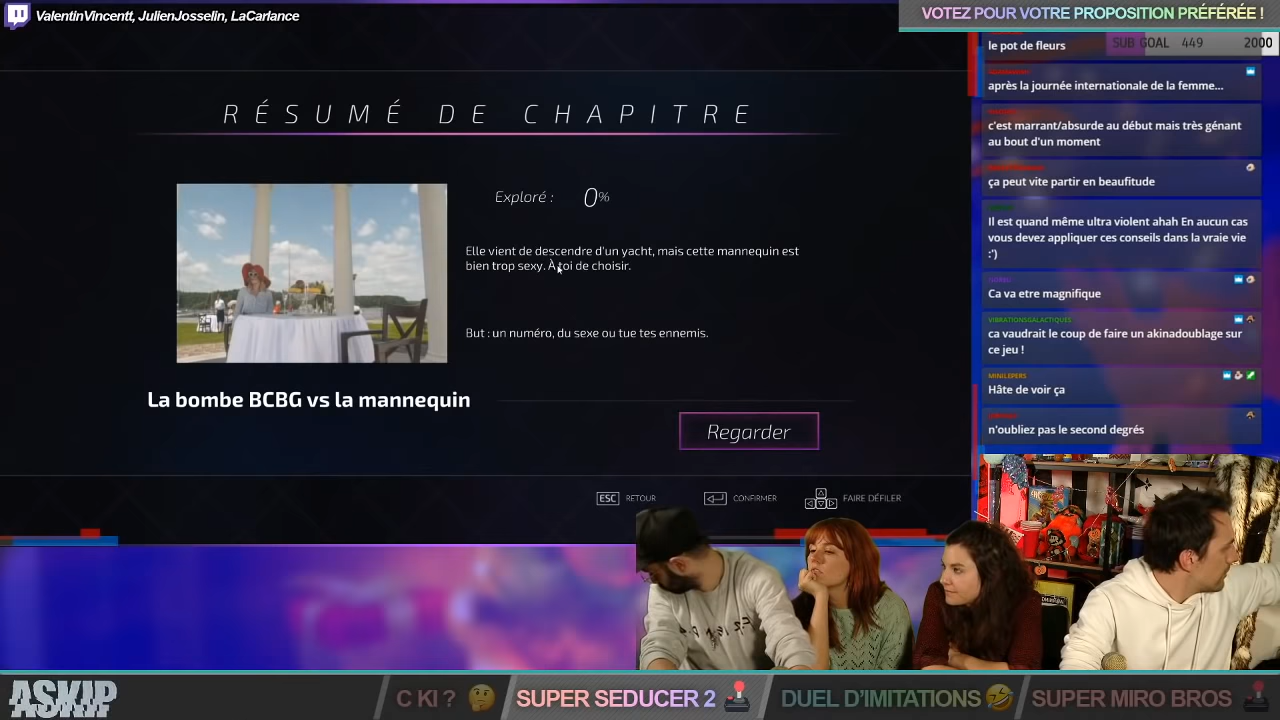 ValentinVincentt, JulienJosselin, LaCarlance
VOTEZ POUR VOTRE PROPOSITION PRÉFÉRÉE !
SUB GOAL 449 2000
RÉSUMÉ DE CHAPITRE
Exploré : 0%
Elle vient de descendre d'un yacht, mais cette mannequin est
bien trop sexy. À toi de choisir.
But : un numéro, du sexe ou tue tes ennemis.
La bombe BCBG vs la mannequin
Regarder
ESC RETOUR
CONFIRMER
FAIRE DÉFILER
le pot de fleurs
après la journée internationale de la femme...
c'est marrant/absurde au début mais très génant
au bout d'un moment
ça peut vite partir en beaufitude
Il est quand même ultra violent ahah En aucun cas
vous devez appliquer ces conseils dans la vraie vie
:')
Ca va etre magnifique
VIBRATIONSGALACTIQUES
ca vaudrait le coup de faire un akinadoublage sur
ce jeu !
MINILEPERS
Hâte de voir ça
n'oubliez pas le second degrés
ASKIP
C KI ?
SUPER SEDUCER 2
DUEL D'IMITATIONS
SUPER MIRO BROS